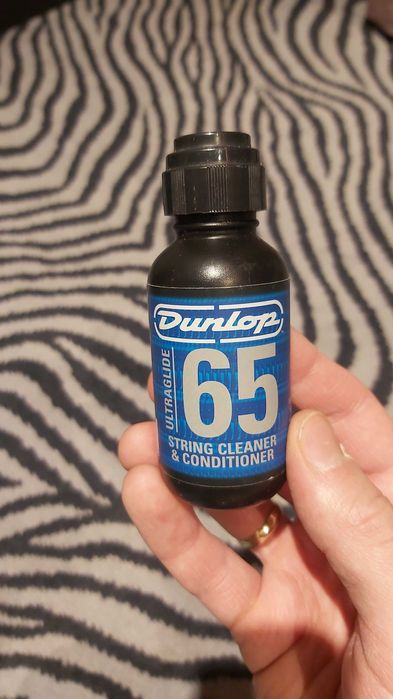 Dunlop
ULTRAGLIDE
65
STRING CLEANER
& CONDITIONER